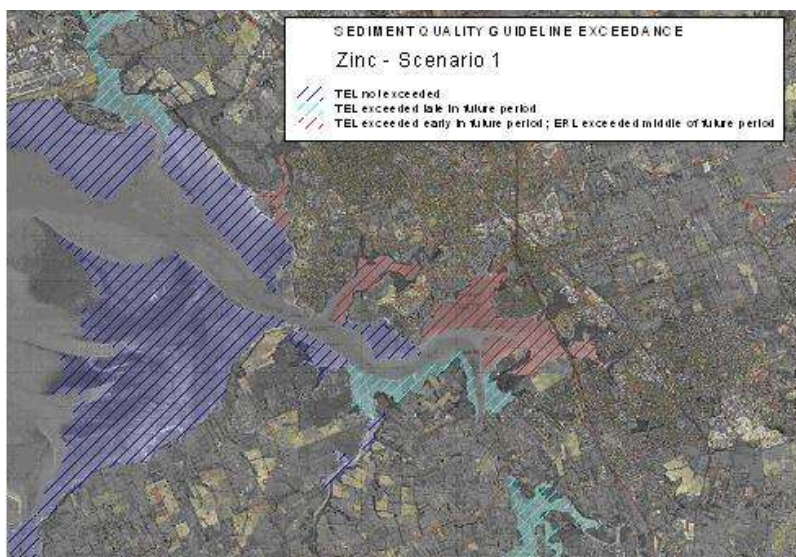 SEDIMENT QUALITY GUIDELINE EXCEEDANCE
Zinc - Scenario 1
TEL not exceeded
TEL exceeded late in future period
TEL exceeded early in future period ; ERL exceeded middle of future period